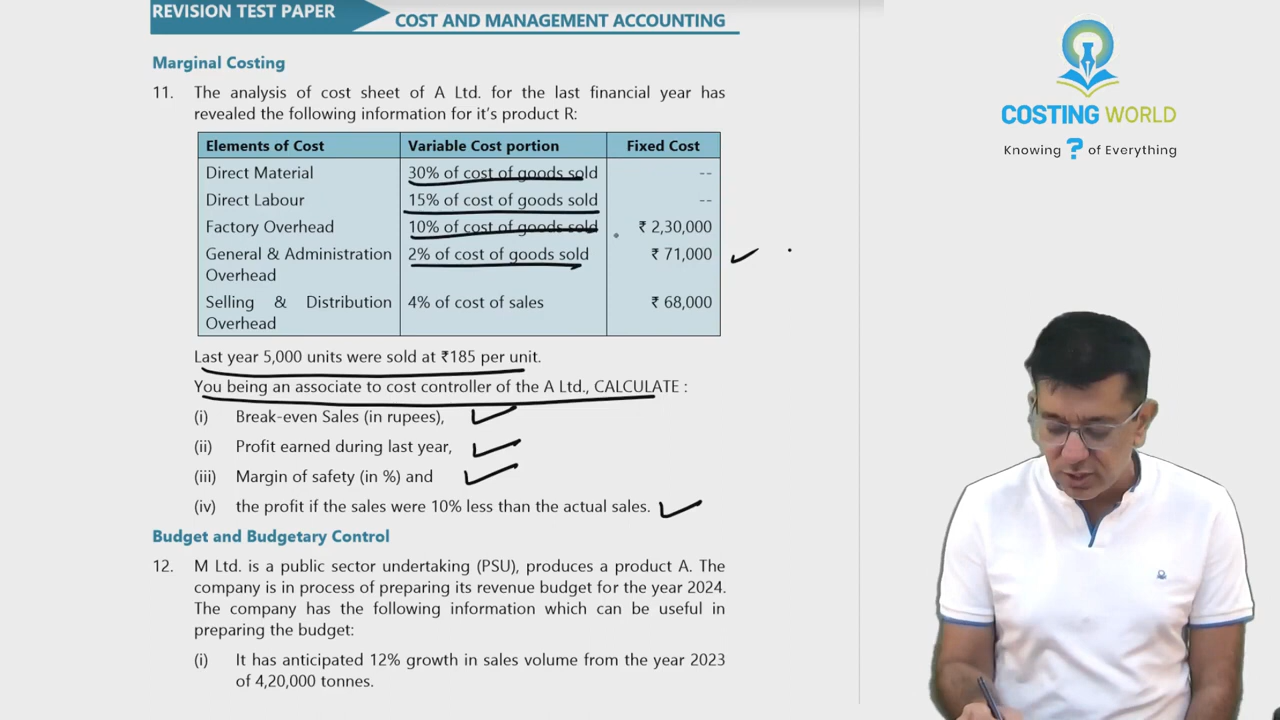 REVISION TEST PAPER
COST AND MANAGEMENT ACCOUNTING
Marginal Costing
11. The analysis of cost sheet of A Ltd. for the last financial year has
revealed the following information for it's product R:
Elements of Cost Variable Cost portion Fixed Cost
Direct Material 30% of cost of goods sold --
Direct Labour 15% of cost of goods sold --
Factory Overhead 10% of cost of goods sold ₹ 2,30,000
General & Administration 2% of cost of goods sold ₹ 71,000
Overhead
Selling & Distribution 4% of cost of sales ₹ 68,000
Overhead
Last year 5,000 units were sold at ₹185 per unit.
You being an associate to cost controller of the A Ltd., CALCULATE :
(i) Break-even Sales (in rupees),
(ii) Profit earned during last year,
(iii) Margin of safety (in %) and
(iv) the profit if the sales were 10% less than the actual sales.
Budget and Budgetary Control
12. M Ltd. is a public sector undertaking (PSU), produces a product A. The
company is in process of preparing its revenue budget for the year 2024.
The company has the following information which can be useful in
preparing the budget:
(i) It has anticipated 12% growth in sales volume from the year 2023
of 4,20,000 tonnes.
COSTING WORLD
Knowing ? of Everything